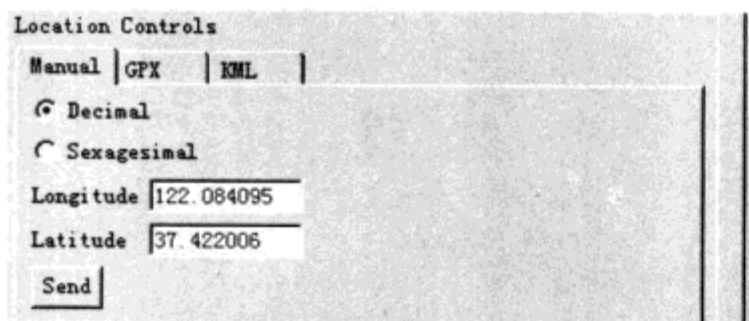 Location Controls
Manual GPX KML
Decimal
Sexagesimal
Longitude 122.084095
Latitude 37.422006
Send